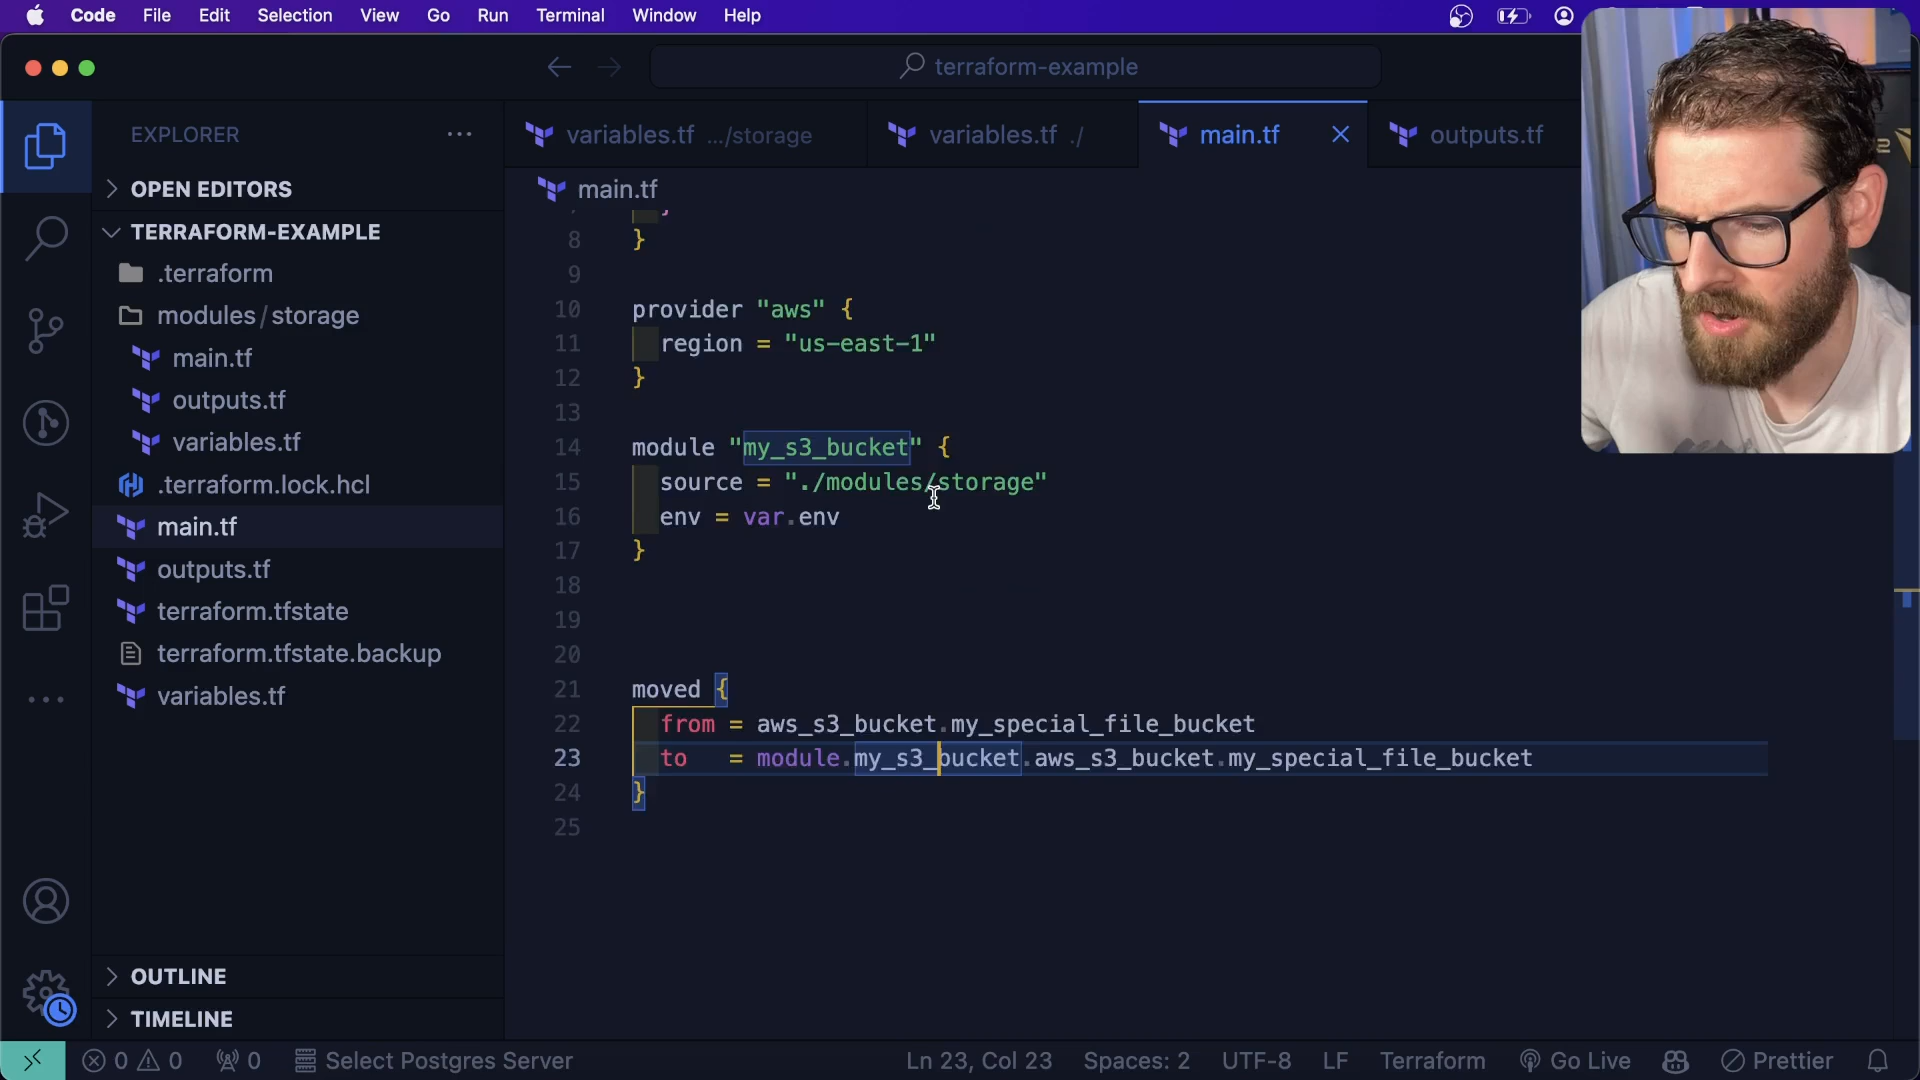 Code File Edit Selection View Go Run Terminal Window Help
terraform-example
EXPLORER
OPEN EDITORS
TERRAFORM-EXAMPLE
.terraform
modules / storage
main.tf
outputs.tf
variables.tf
.terraform.lock.hcl
main.tf
outputs.tf
terraform.tfstate
terraform.tfstate.backup
variables.tf
OUTLINE
TIMELINE
variables.tf .../storage
variables.tf ./
main.tf
outputs.tf
main.tf
8 }
9
10 provider "aws" {
11 region = "us-east-1"
12 }
13
14 module "my_s3_bucket" {
15 source = "./modules/storage"
16 env = var.env
17 }
18
19
20
21 moved {
22 from = aws_s3_bucket.my_special_file_bucket
23 to = module.my_s3_bucket.aws_s3_bucket.my_special_file_bucket
24 }
25
0 0 0 Select Postgres Server Ln 23, Col 23 Spaces: 2 UTF-8 LF Terraform Go Live Prettier